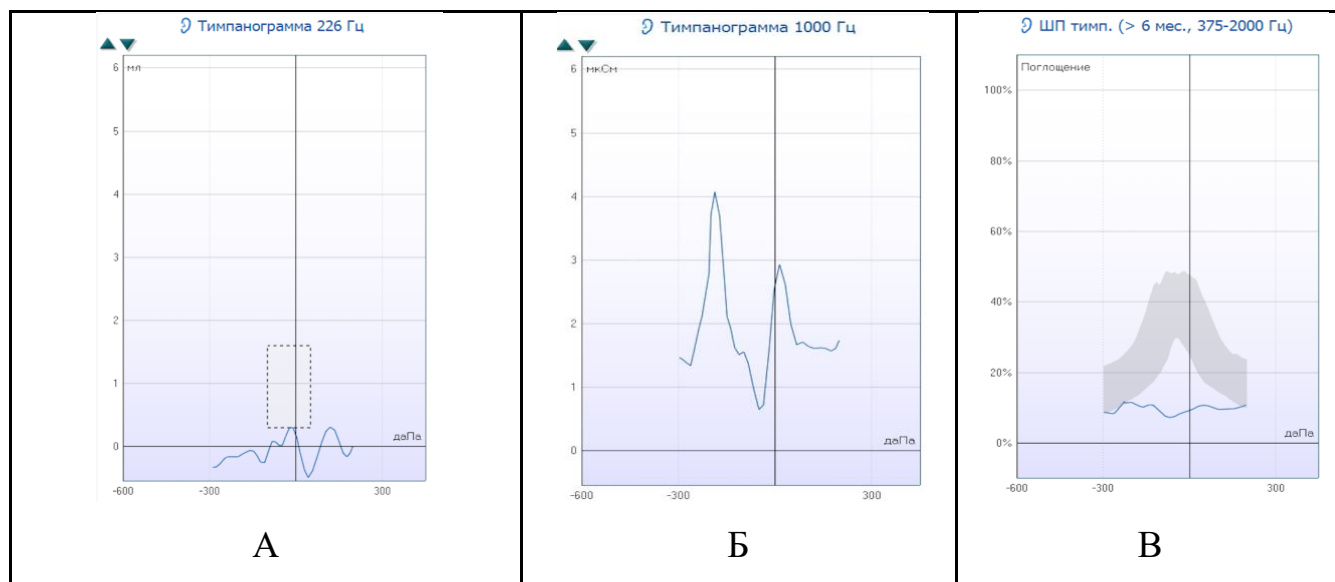 Тимпанограмма 226 Гц
6
мл
5
4
3
2
1
0
даПа
-600
-300
300
А
Тимпанограмма 1000 Гц
6
мкСм
5
4
3
2
1
0
даПа
-600
-300
300
Б
ШП тимп. (> 6 мес., 375-2000 Гц)
Поглощение
100%
80%
60%
40%
20%
0%
даПа
-600
-300
300
В